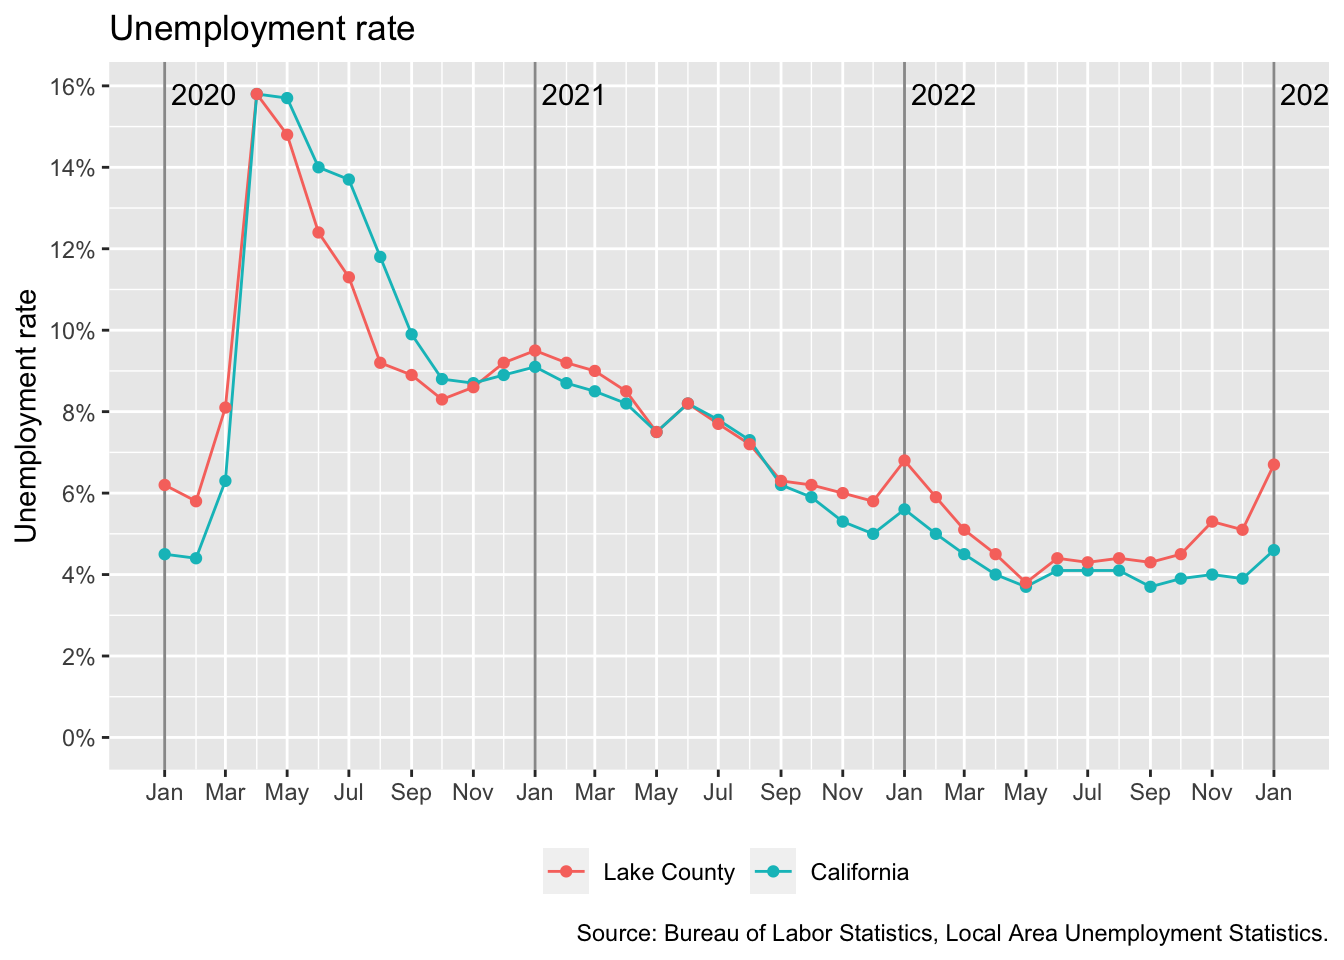 Unemployment rate
Unemployment rate
16%
14%
12%
10%
8%
6%
4%
2%
0%
2020 2021 2022 202
Jan Mar May Jul Sep Nov Jan Mar May Jul Sep Nov Jan Mar May Jul Sep Nov Jan
Lake County California
Source: Bureau of Labor Statistics, Local Area Unemployment Statistics.